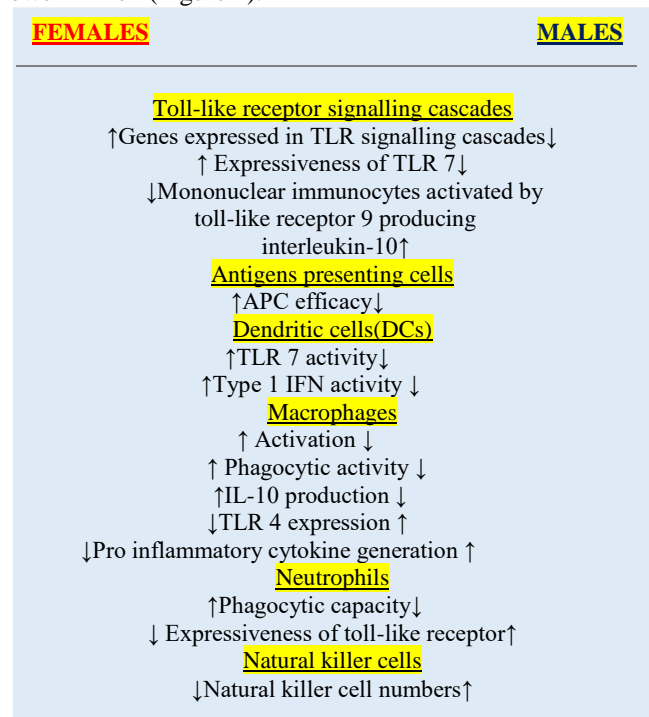 FEMALES MALES
Toll-like receptor signalling cascades
↑Genes expressed in TLR signalling cascades↓
↑ Expressiveness of TLR 7↓
↓Mononuclear immunocytes activated by
toll-like receptor 9 producing
interleukin-10↑
Antigens presenting cells
↑APC efficacy↓
Dendritic cells(DCs)
↑TLR 7 activity↓
↑Type 1 IFN activity ↓
Macrophages
↑ Activation ↓
↑ Phagocytic activity ↓
↑IL-10 production ↓
↓TLR 4 expression ↑
↓Pro inflammatory cytokine generation ↑
Neutrophils
↑Phagocytic capacity↓
↓ Expressiveness of toll-like receptor↑
Natural killer cells
↓Natural killer cell numbers↑